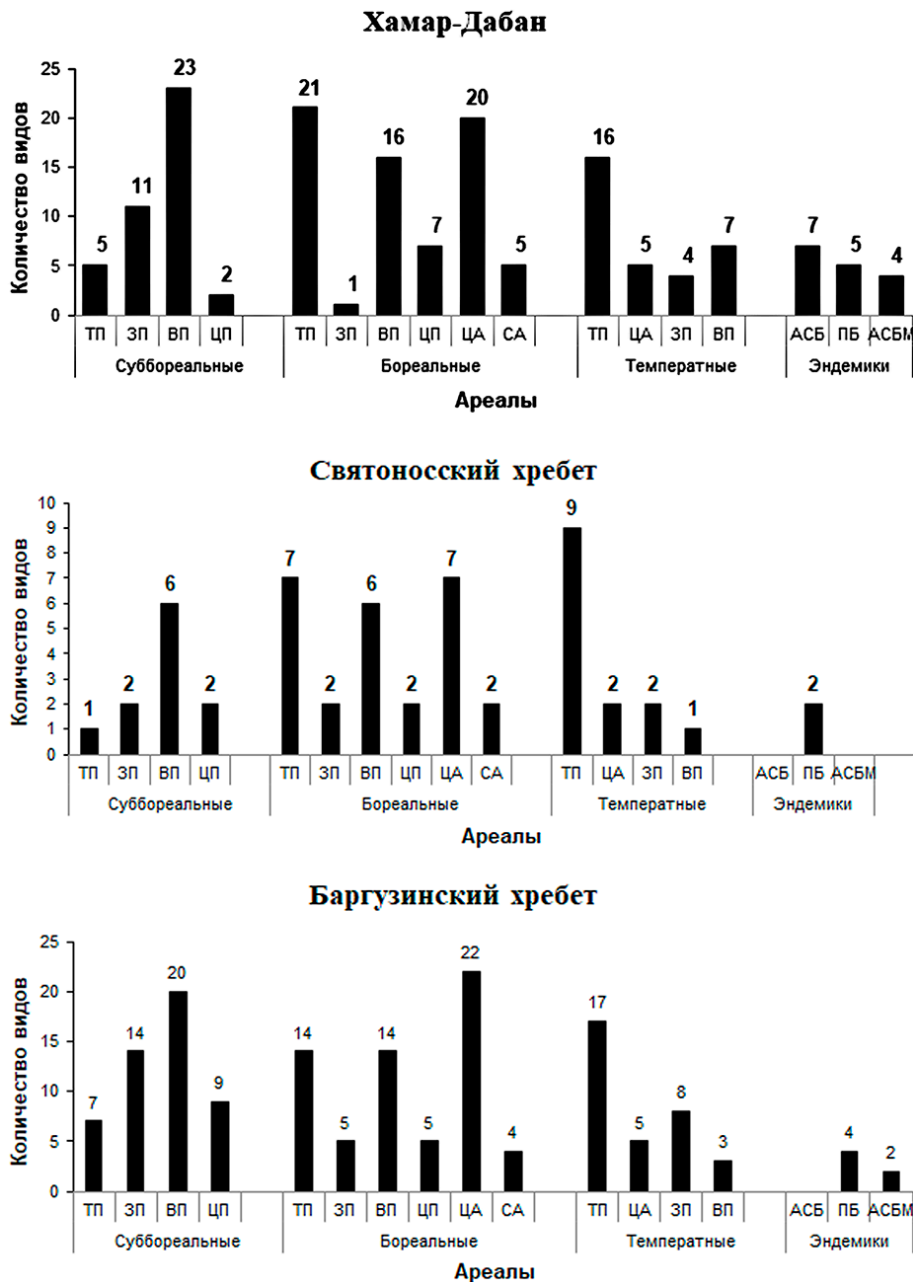 Хамар-Дабан
Количество видов
25
20
15
10
5
0
5 11 23 2 21 1 16 7 20 5 16 5 4 7 7 5 4
ТП ЗП ВП ЦП ТП ЗП ВП ЦП ЦА СА ТП ЦА ЗП ВП АСБ ПБ АСБМ
Суббореальные Бореальные Температные Эндемики
Ареалы
Святоносский хребет
Количество видов
10
9
8
7
6
5
4
3
2
1
0
1 2 6 2 7 2 6 2 7 2 9 2 2 1 2
ТП ЗП ВП ЦП ТП ЗП ВП ЦП ЦА СА ТП ЦА ЗП ВП АСБ ПБ АСБМ
Суббореальные Бореальные Температные Эндемики
Ареалы
Баргузинский хребет
Количество видов
25
20
15
10
5
0
7 14 20 9 14 5 14 5 22 4 17 5 8 3 4 2
ТП ЗП ВП ЦП ТП ЗП ВП ЦП ЦА СА ТП ЦА ЗП ВП АСБ ПБ АСБМ
Суббореальные Бореальные Температные Эндемики
Ареалы